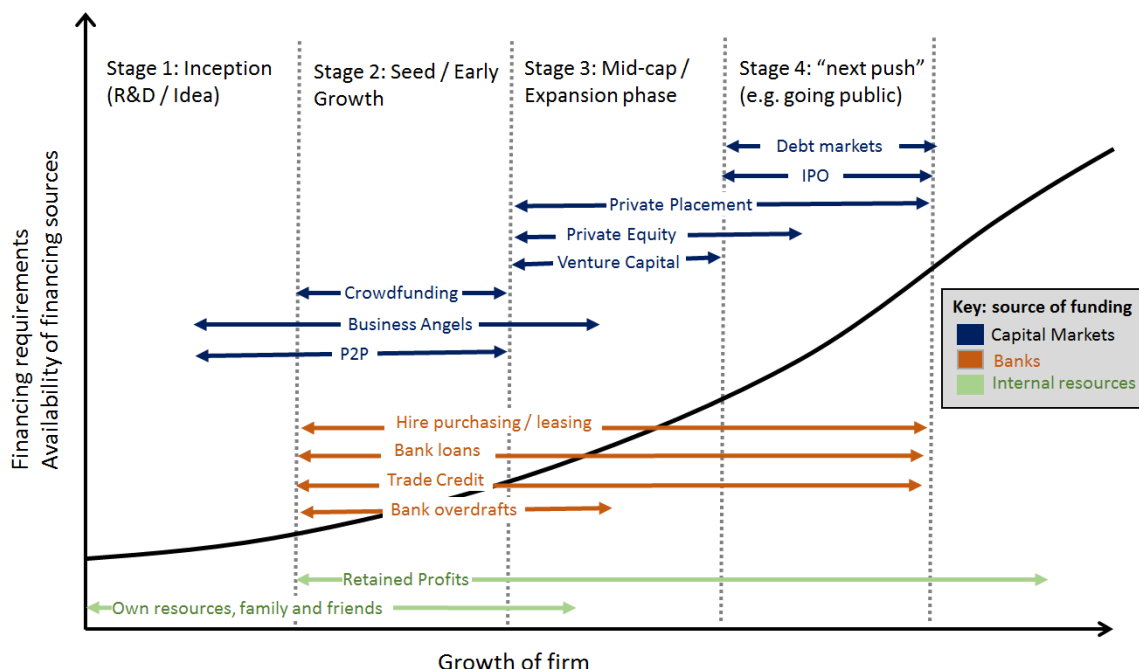 Stage 1: Inception
(R&D / Idea)
Stage 2: Seed / Early
Growth
Stage 3: Mid-cap /
Expansion phase
Stage 4: “next push”
(e.g. going public)
Debt markets
IPO
Private Placement
Private Equity
Venture Capital
Crowdfunding
Business Angels
P2P
Hire purchasing / leasing
Bank loans
Trade Credit
Bank overdrafts
Retained Profits
Own resources, family and friends
Financing requirements
Availability of financing sources
Growth of firm
Key: source of funding
Capital Markets
Banks
Internal resources